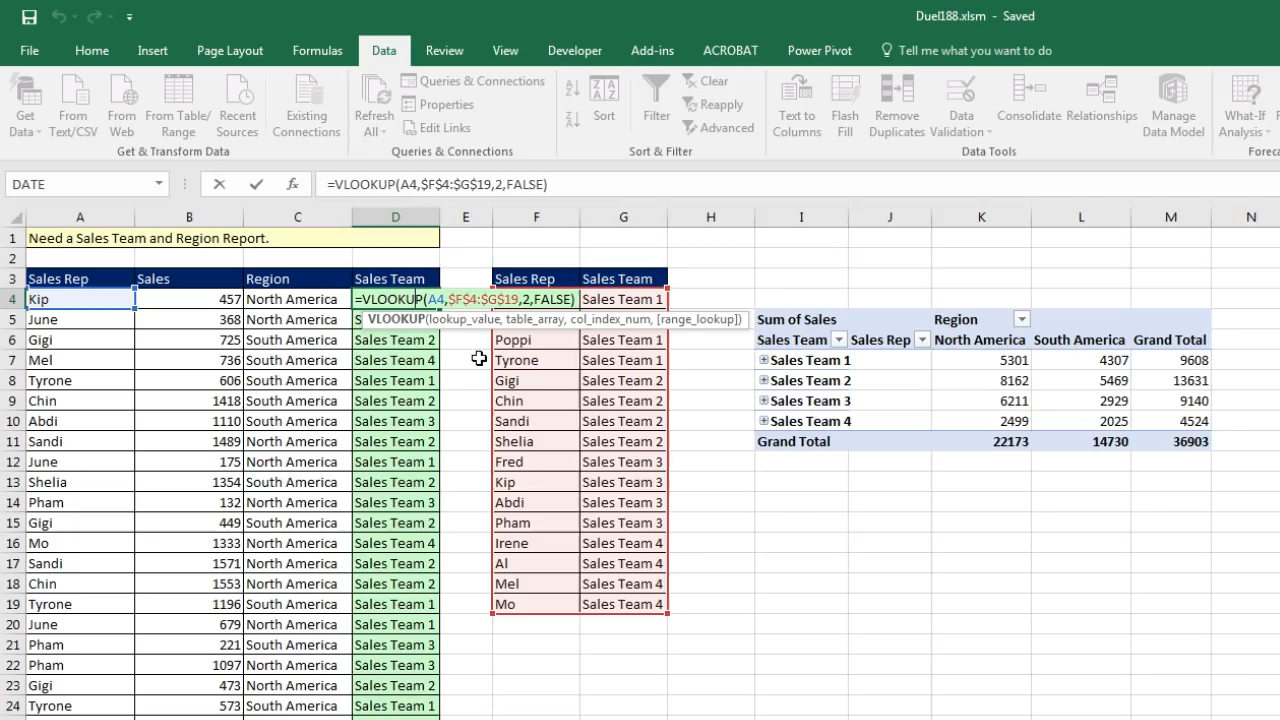 Duel188.xlsm - Saved
File Home Insert Page Layout Formulas Data Review View Developer Add-ins ACROBAT Power Pivot Tell me what you want to do
Get Data From Text/CSV From Web From Table/ Range Recent Sources Existing Connections
Get & Transform Data
Refresh All Queries & Connections Properties Edit Links
Queries & Connections
Sort Filter Clear Reapply Advanced
Sort & Filter
Text to Columns Flash Fill Remove Duplicates Data Validation Consolidate Relationships Manage Data Model
Data Tools
What-If Analysis
Foreca
DATE fx =VLOOKUP(A4,$F$4:$G$19,2,FALSE)
A B C D E F G H I J K L M N
1 Need a Sales Team and Region Report.
2
3 Sales Rep Sales Region Sales Team Sales Rep Sales Team
4 Kip 457 North America =VLOOKUP(A4,$F$4:$G$19,2,FALSE) Sales Team 1
5 June 368 North America S VLOOKUP(lookup_value, table_array, col_index_num, [range_lookup]) Sum of Sales Region
6 Gigi 725 South America Sales Team 2 Poppi Sales Team 1 Sales Team Sales Rep North America South America Grand Total
7 Mel 736 South America Sales Team 4 Tyrone Sales Team 1 Sales Team 1 5301 4307 9608
8 Tyrone 606 South America Sales Team 1 Gigi Sales Team 2 Sales Team 2 8162 5469 13631
9 Chin 1418 South America Sales Team 2 Chin Sales Team 2 Sales Team 3 6211 2929 9140
10 Abdi 1110 South America Sales Team 3 Sandi Sales Team 2 Sales Team 4 2499 2025 4524
11 Sandi 1489 North America Sales Team 2 Shelia Sales Team 2 Grand Total 22173 14730 36903
12 June 175 North America Sales Team 1 Fred Sales Team 3
13 Shelia 1354 North America Sales Team 2 Kip Sales Team 3
14 Pham 132 North America Sales Team 3 Abdi Sales Team 3
15 Gigi 449 South America Sales Team 2 Pham Sales Team 3
16 Mo 1333 North America Sales Team 4 Irene Sales Team 4
17 Sandi 1571 North America Sales Team 2 Al Sales Team 4
18 Chin 1553 North America Sales Team 2 Mel Sales Team 4
19 Tyrone 1196 South America Sales Team 1 Mo Sales Team 4
20 June 679 North America Sales Team 1
21 Pham 221 South America Sales Team 3
22 Pham 1097 North America Sales Team 3
23 Gigi 473 North America Sales Team 2
24 Tyrone 573 South America Sales Team 1